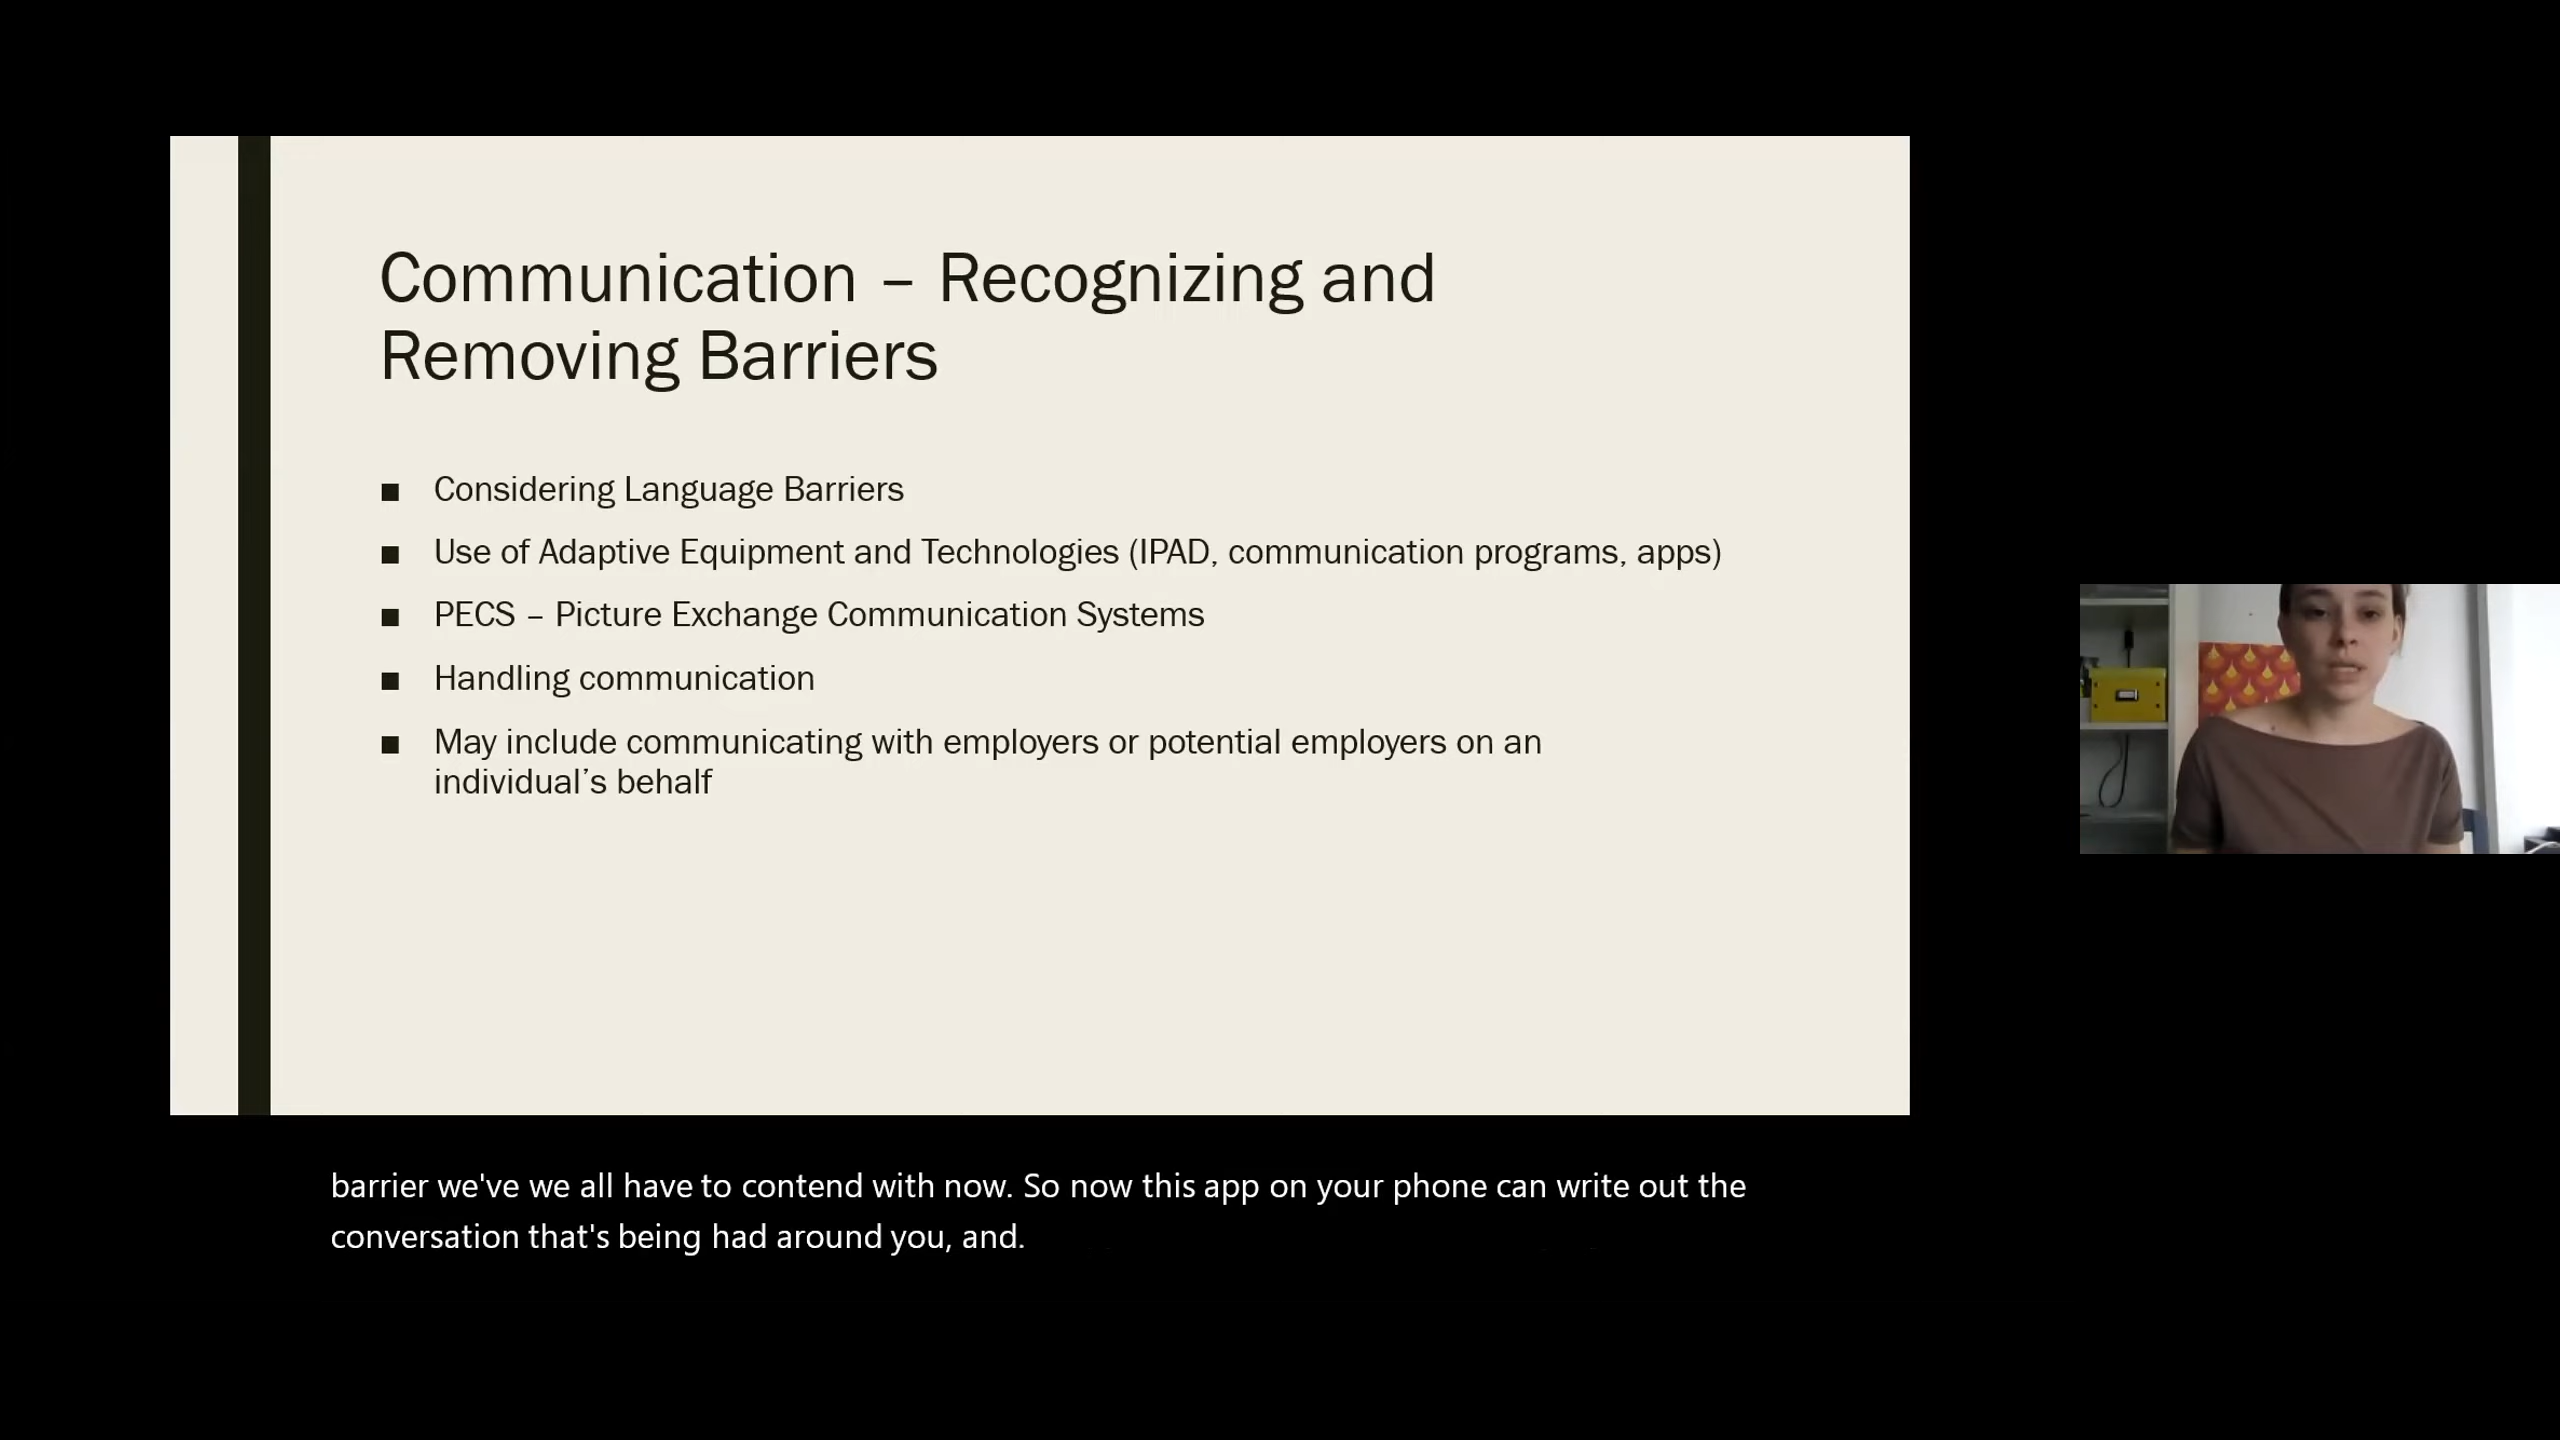 Communication – Recognizing and
Removing Barriers
■ Considering Language Barriers
■ Use of Adaptive Equipment and Technologies (IPAD, communication programs, apps)
■ PECS – Picture Exchange Communication Systems
■ Handling communication
■ May include communicating with employers or potential employers on an
individual’s behalf
barrier we've we all have to contend with now. So now this app on your phone can write out the
conversation that's being had around you, and.